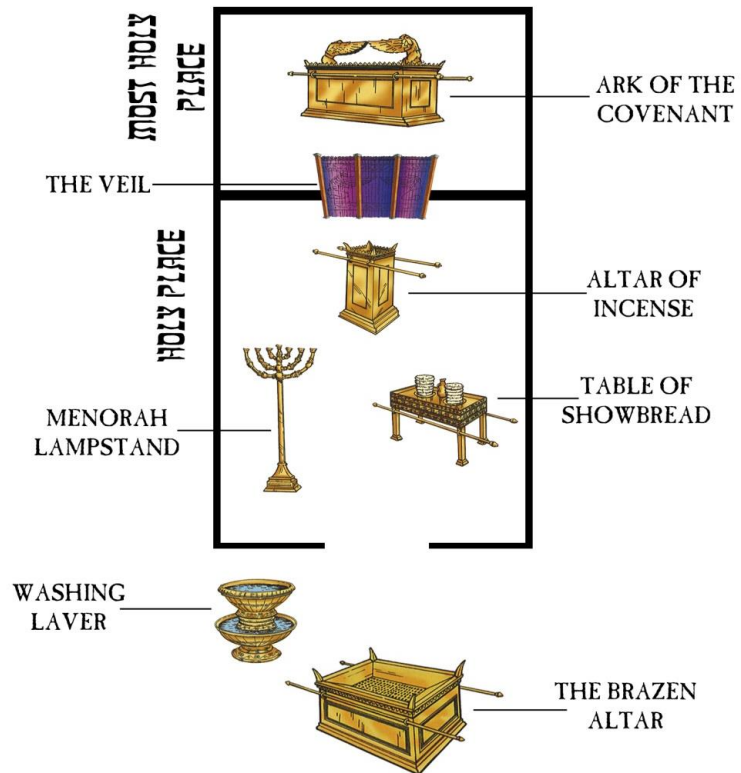 MOST HOLY
PLACE
ARK OF THE
COVENANT
THE VEIL
HOLY PLACE
ALTAR OF
INCENSE
MENORAH
LAMPSTAND
TABLE OF
SHOWBREAD
WASHING
LAVER
THE BRAZEN
ALTAR